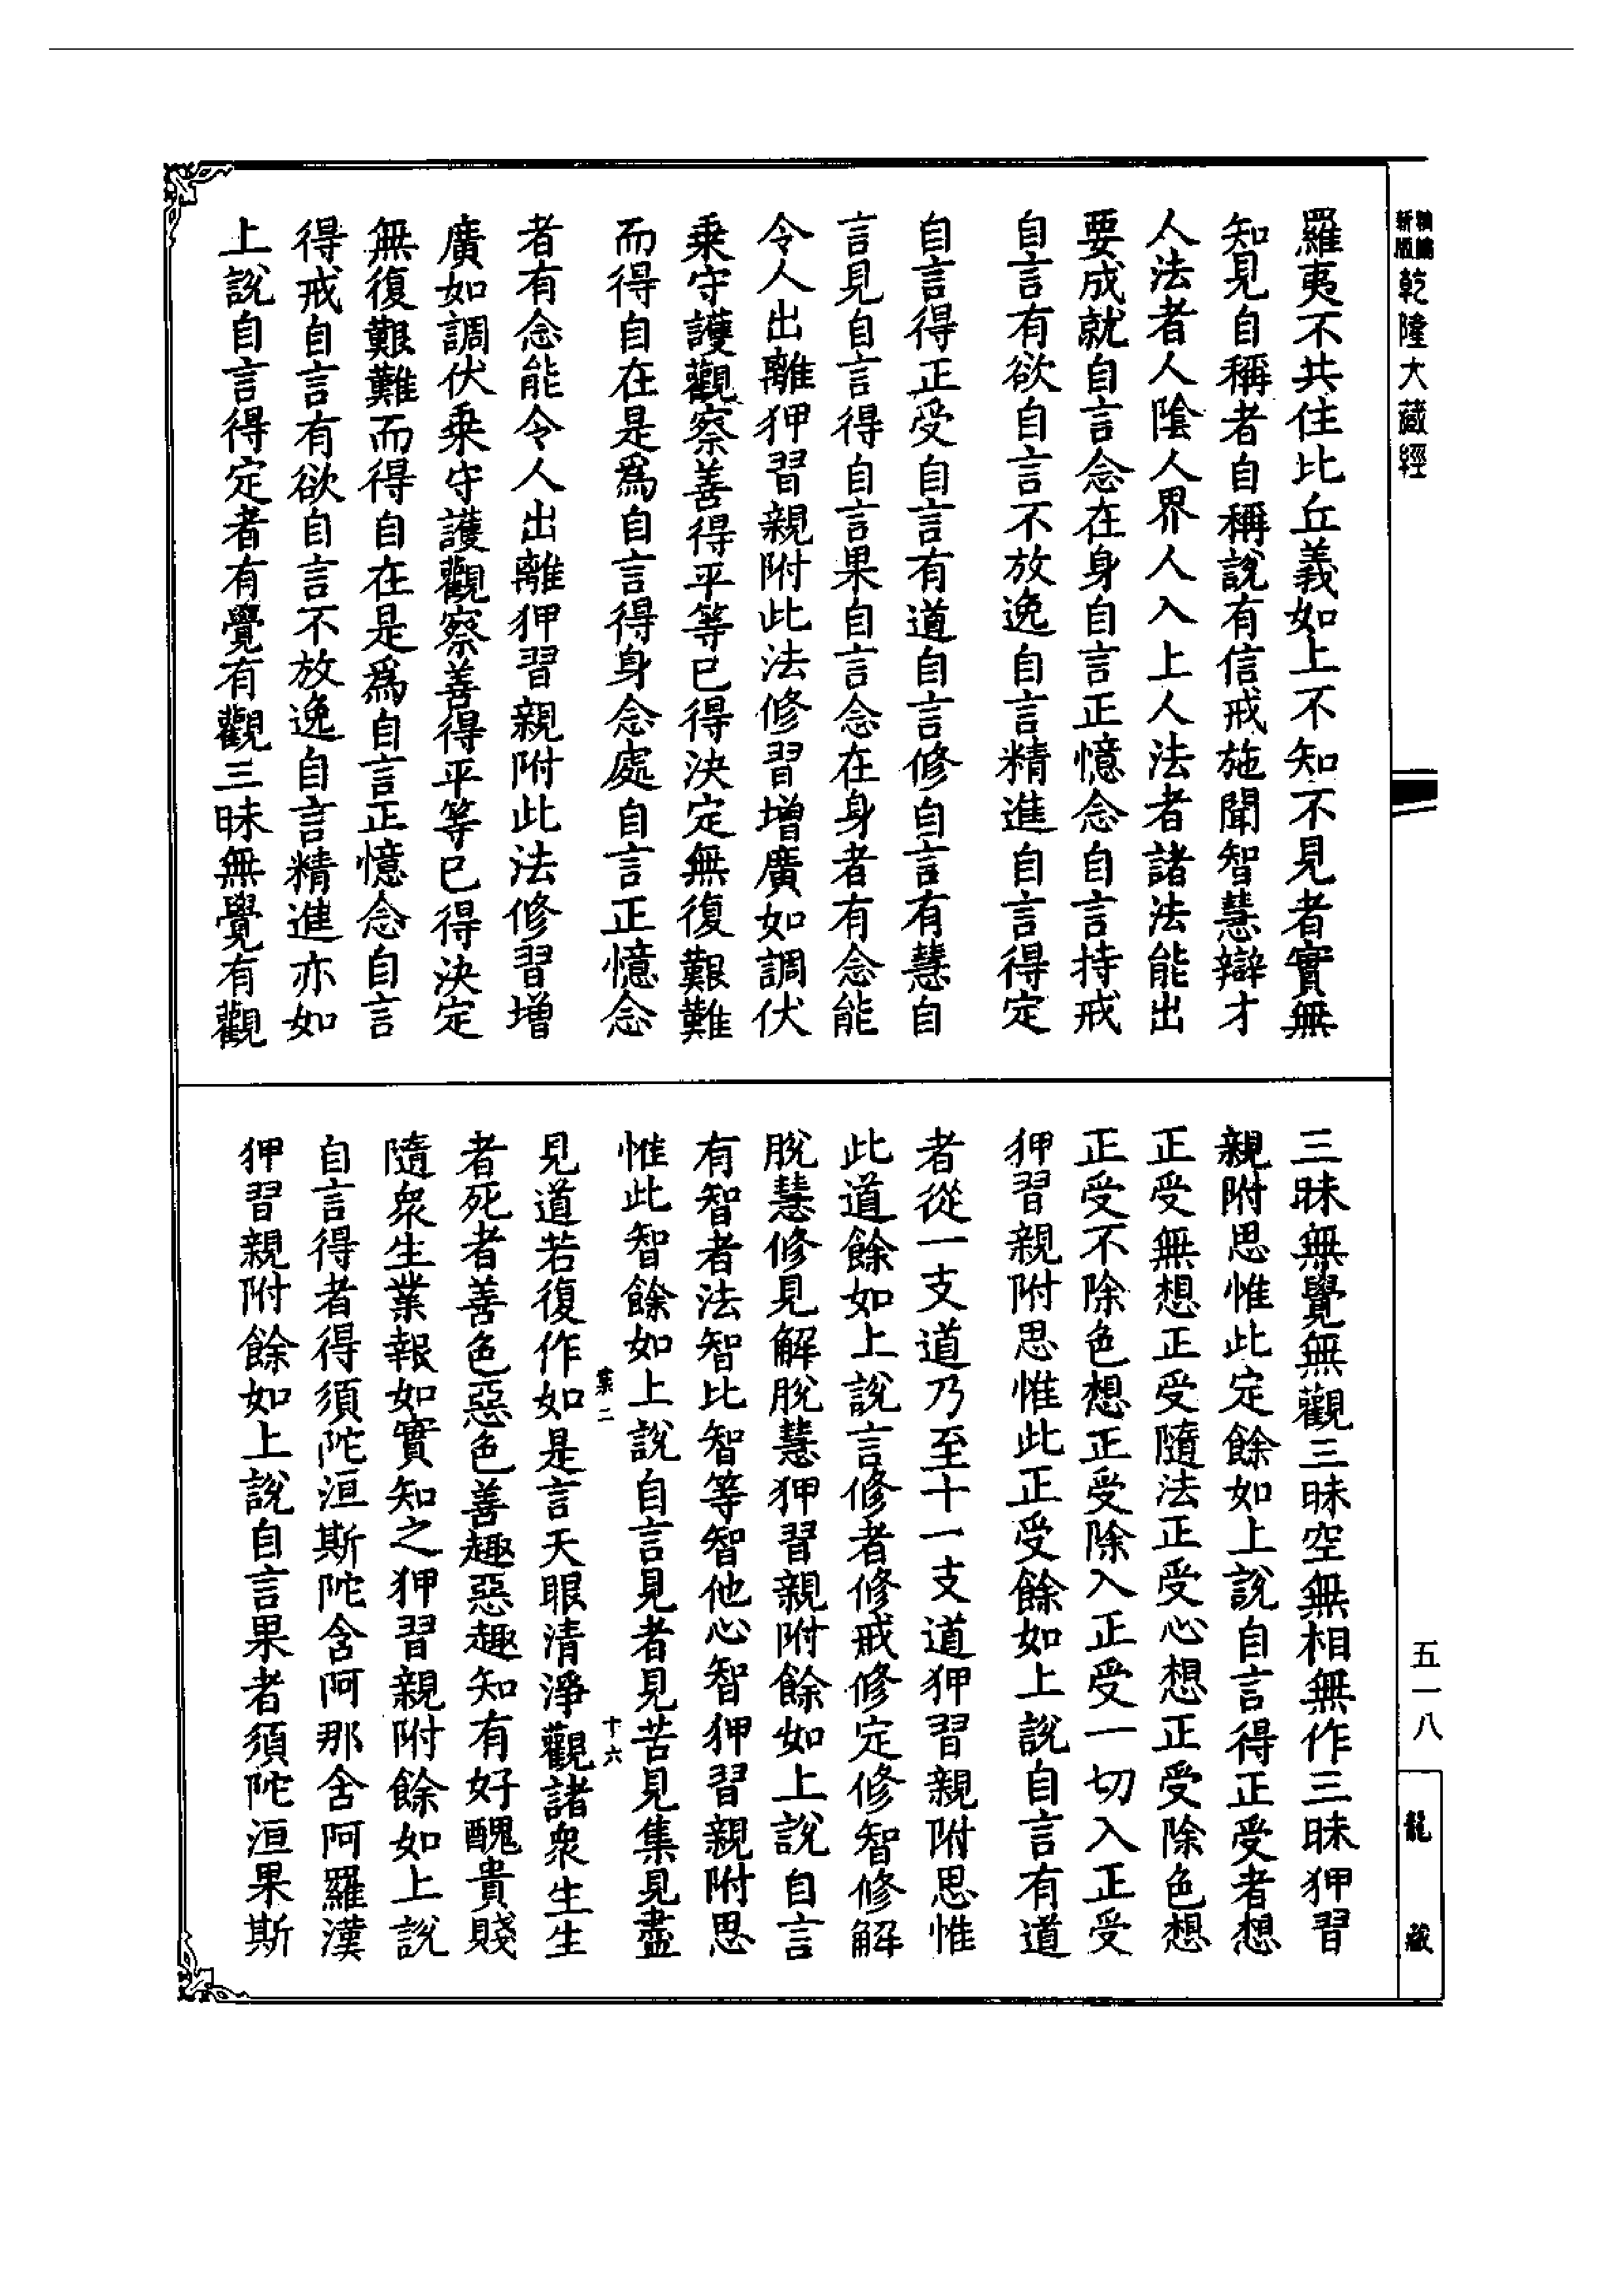 新編
新版
乾隆大藏經
羅夷不共住比丘義如上不知不見者實無
知見自稱者自稱說有信戒施聞智慧辯才
人法者人陰人界人入上人法者諸法能出
要成就自言念在身自言正憶念自言持戒
自言有欲自言不放逸自言精進自言得定
自言得正受自言有道自言修自言有慧自
言見自言得自言果自言念在身者有念能
令人出離狎習親附此法修習增廣如調伏
乘守護觀察善得平等已得決定無復艱難
而得自在是為自言得身念處自言正憶念
者有念能令人出離狎習親附此法修習增
廣如調伏乘守護觀察善得平等已得決定
無復艱難而得自在是為自言正憶念自言
得戒自言有欲自言不放逸自言精進亦如
上說自言得定者有覺有觀三昧無覺有觀
三昧無覺無觀三昧空無相無作三昧狎習
親附思惟此定餘如上說自言得正受者想
正受無想正受隨法正受心想正受除色想
正受不除色想正受除入正受一切入正受
狎習親附思惟此正受餘如上說自言有道
者從一支道乃至十一支道狎習親附思惟
此道餘如上說言修者修戒修定修智修解
脫慧修見解脫慧狎習親附餘如上說自言
有智者法智比智等智他心智狎習親附思
惟此智餘如上說自言見者見苦見集見盡
業二
十六
見道若復作如是言天眼清淨觀諸眾生生
者死者善色惡色善趣惡趣知有好醜貴賤
隨眾生業報如實知之狎習親附餘如上說
自言得者得須陀洹斯陀含阿那含阿羅漢
狎習親附餘如上說自言果者須陀洹果斯
五一八
龍藏